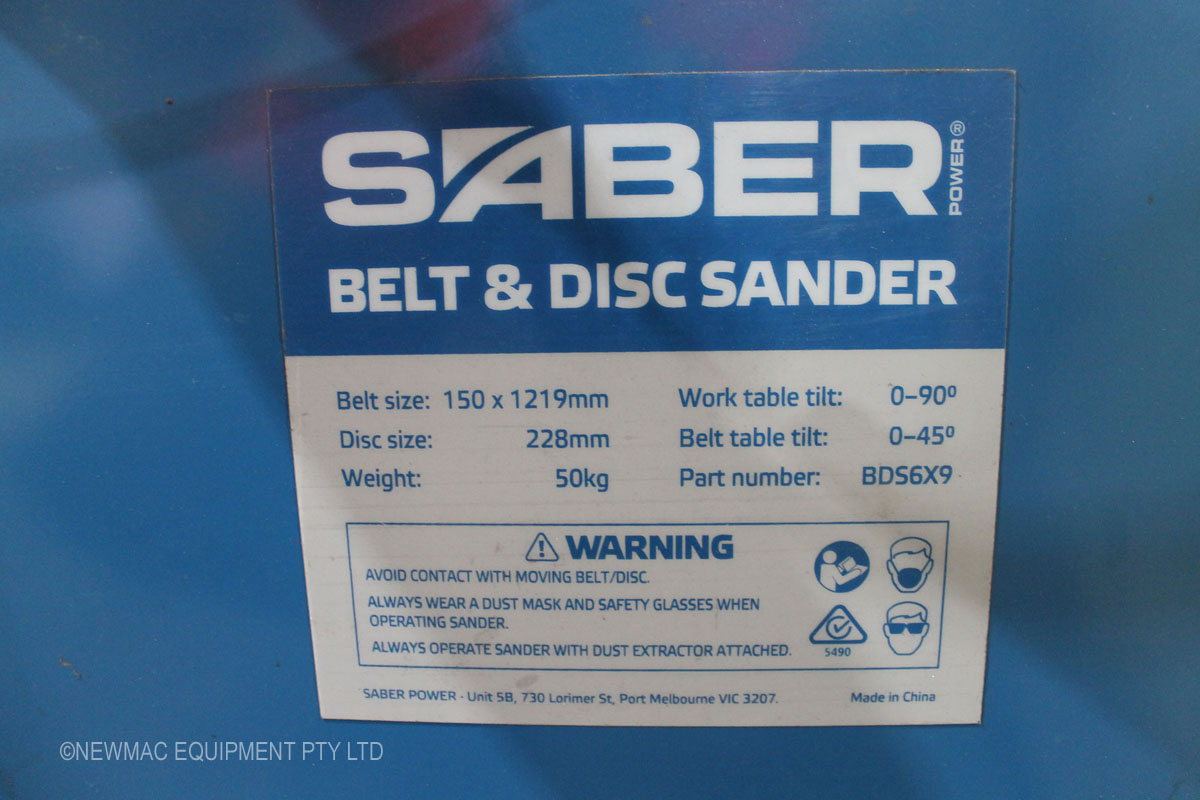 SABER POWER®
BELT & DISC SANDER
Belt size: 150 x 1219mm
Disc size: 228mm
Weight: 50kg
Work table tilt: 0–90º
Belt table tilt: 0–45º
Part number: BDS6X9
WARNING
AVOID CONTACT WITH MOVING BELT/DISC.
ALWAYS WEAR A DUST MASK AND SAFETY GLASSES WHEN
OPERATING SANDER.
ALWAYS OPERATE SANDER WITH DUST EXTRACTOR ATTACHED.
5490
SABER POWER · Unit 5B, 730 Lorimer St, Port Melbourne VIC 3207.
Made in China
©NEWMAC EQUIPMENT PTY LTD